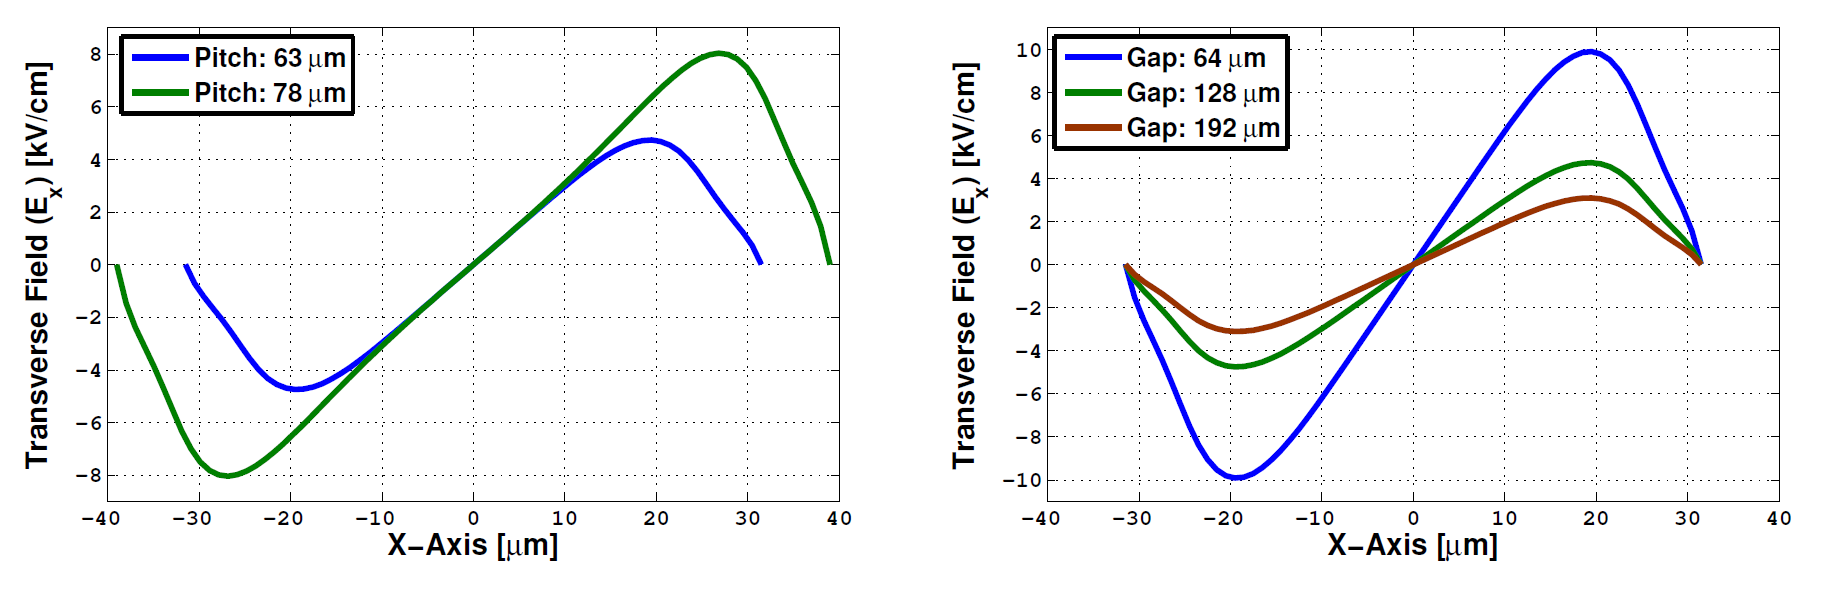 Pitch: 63 μm
Pitch: 78 μm
Transverse Field (Ex) [kV/cm]
8
6
4
2
0
−2
−4
−6
−8
−40 −30 −20 −10 0 10 20 30 40
X−Axis [μm]
Gap: 64 μm
Gap: 128 μm
Gap: 192 μm
Transverse Field (Ex) [kV/cm]
10
8
6
4
2
0
−2
−4
−6
−8
−10
−40 −30 −20 −10 0 10 20 30 40
X−Axis [μm]